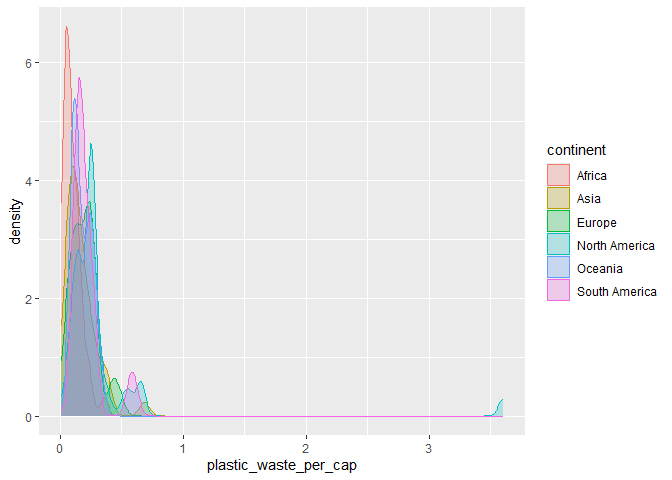 6
4
2
0
density
0
1
2
3
plastic_waste_per_cap
continent
Africa
Asia
Europe
North America
Oceania
South America